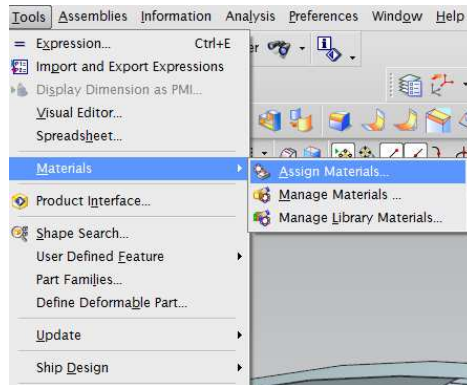 Tools Assemblies Information Analysis Preferences Window Help
Expression... Ctrl+E
Import and Export Expressions
Display Dimension as PMI...
Visual Editor...
Spreadsheet...
Materials
Assign Materials...
Manage Materials ...
Manage Library Materials...
Product Interface...
Shape Search...
User Defined Feature
Part Families...
Define Deformable Part...
Update
Ship Design